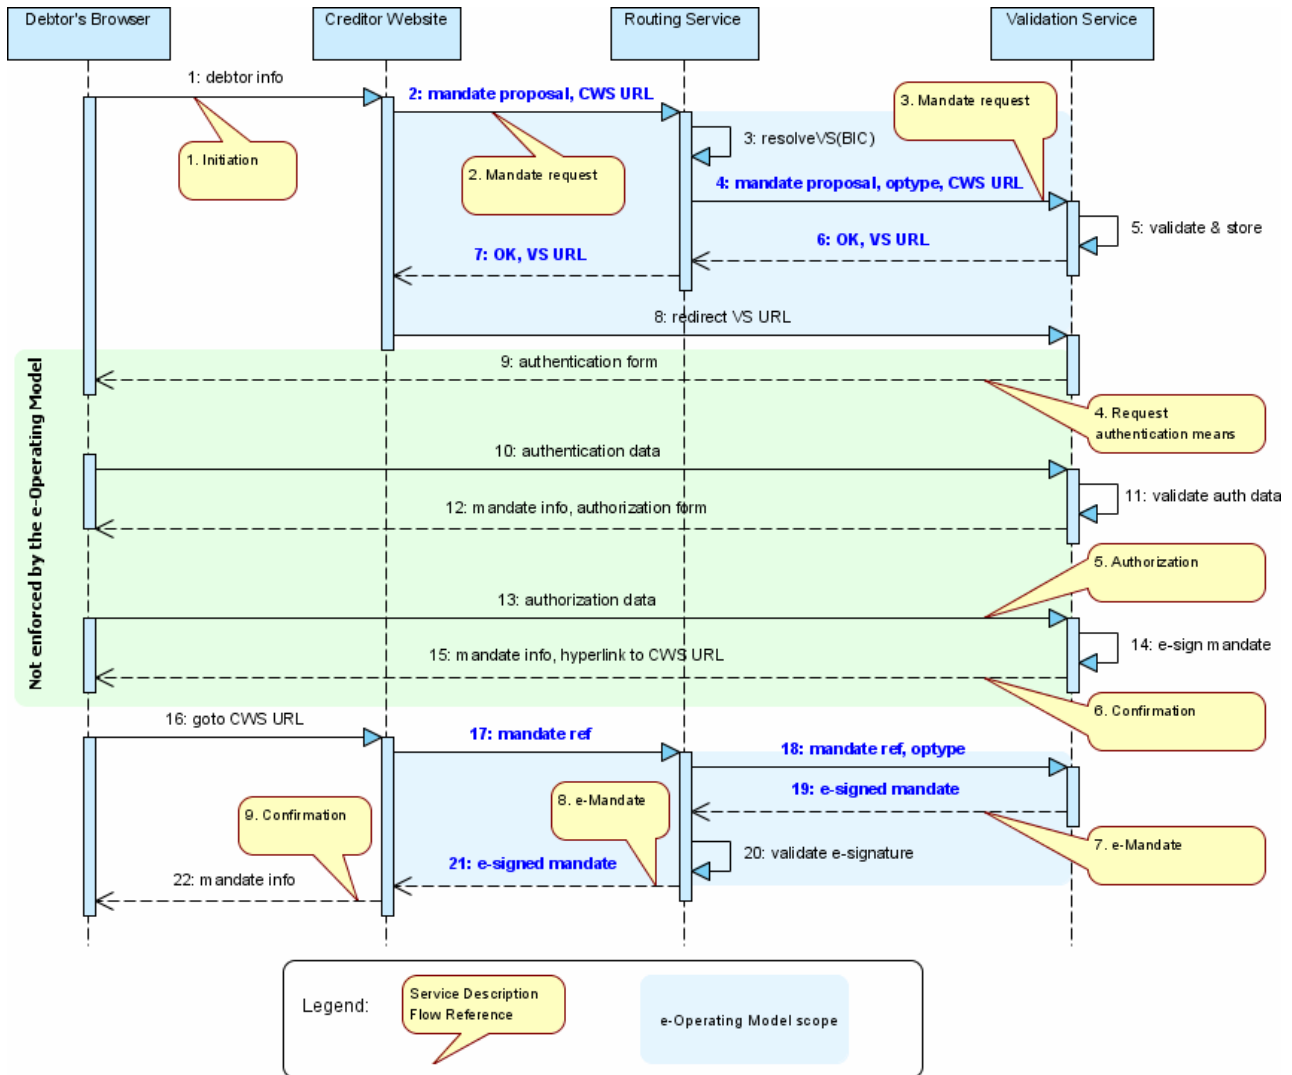 Debtor's Browser
Creditor Website
Routing Service
Validation Service
1: debtor info
2: mandate proposal, CWS URL
3. Mandate request
1. Initiation
2. Mandate request
3: resolveVS(BIC)
4: mandate proposal, optype, CWS URL
5: validate & store
6: OK, VS URL
7: OK, VS URL
8: redirect VS URL
Not enforced by the e-Operating Model
9: authentication form
4. Request
authentication means
10: authentication data
11: validate auth data
12: mandate info, authorization form
5. Authorization
13: authorization data
14: e-sign mandate
15: mandate info, hyperlink to CWS URL
6. Confirmation
16: goto CWS URL
17: mandate ref
18: mandate ref, optype
19: e-signed mandate
8. e-Mandate
9. Confirmation
7. e-Mandate
20: validate e-signature
21: e-signed mandate
22: mandate info
Legend:
Service Description
Flow Reference
e-Operating Model scope